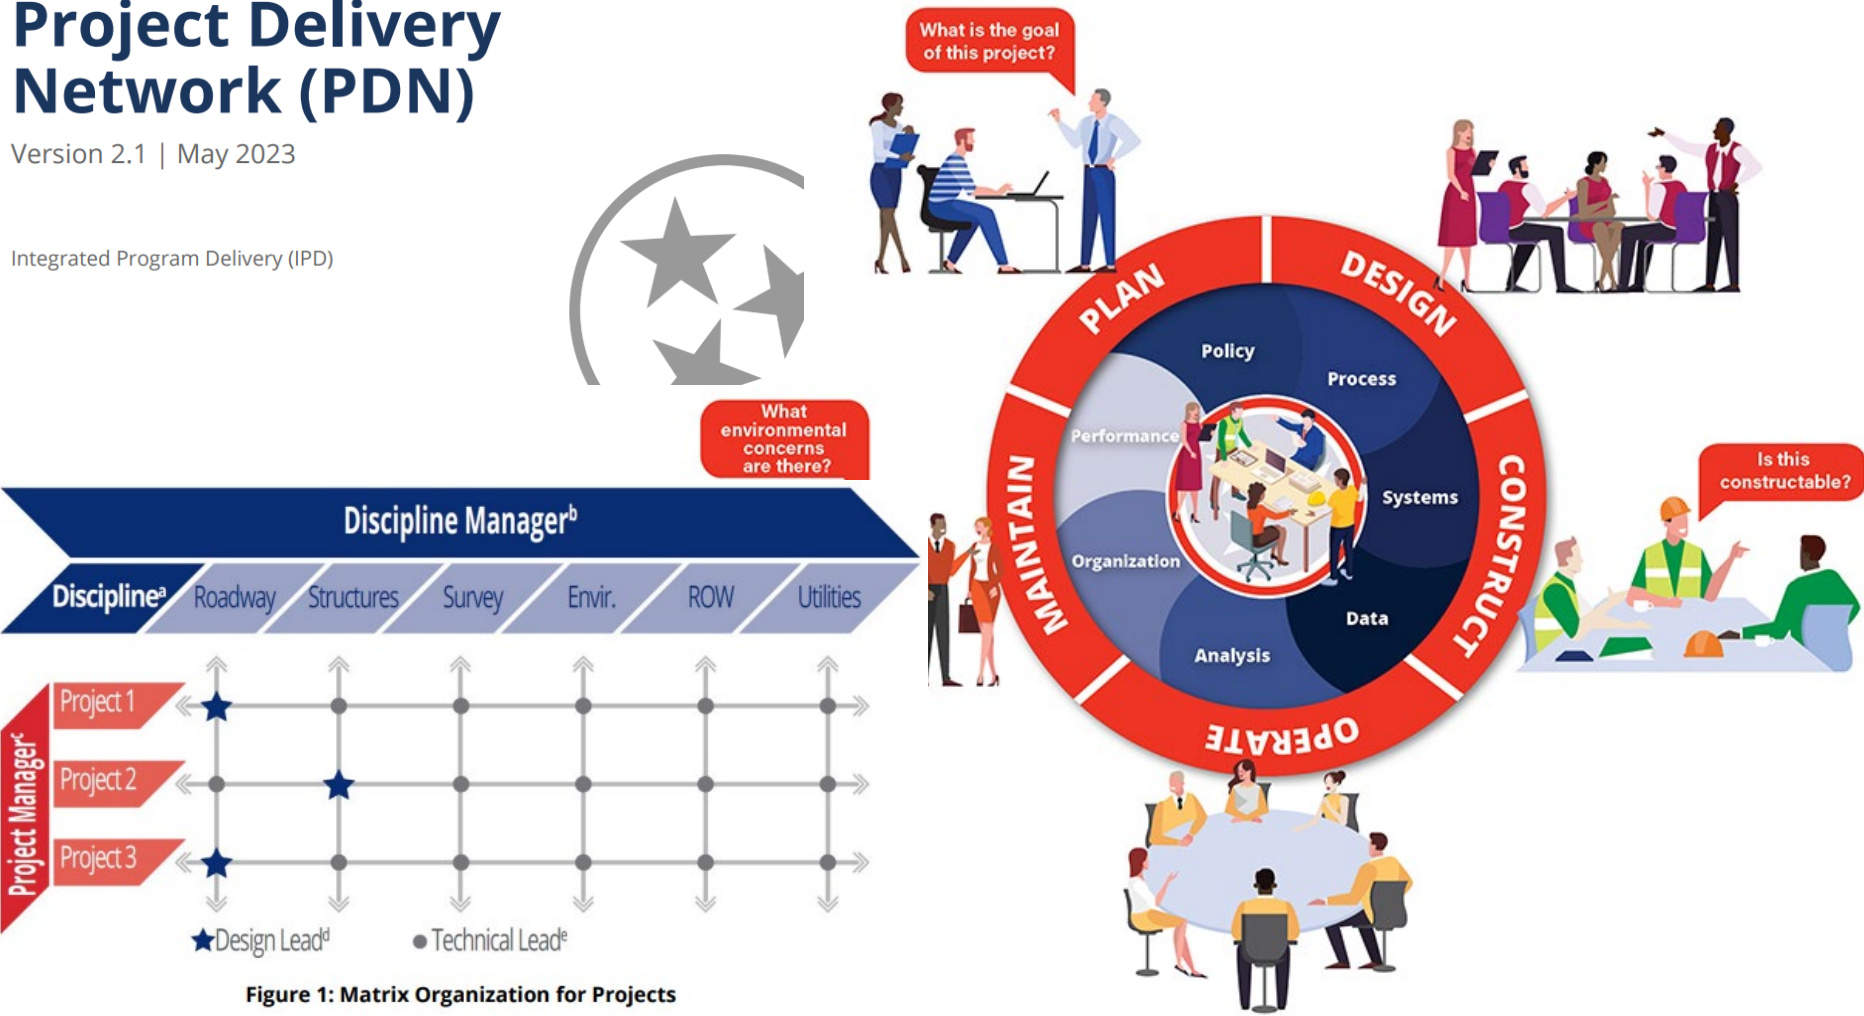 Project Delivery
Network (PDN)
Version 2.1 | May 2023
Integrated Program Delivery (IPD)
What is the goal
of this project?
What
environmental
concerns
are there?
Is this
constructable?
PLAN
DESIGN
CONSTRUCT
OPERATE
MAINTAIN
Policy
Process
Systems
Data
Analysis
Organization
Performance
Discipline Managerᵇ
Disciplineᵃ Roadway Structures Survey Envir. ROW Utilities
Project Managerᶜ
Project 1
Project 2
Project 3
Design Leadᵈ Technical Leadᵉ
Figure 1: Matrix Organization for Projects